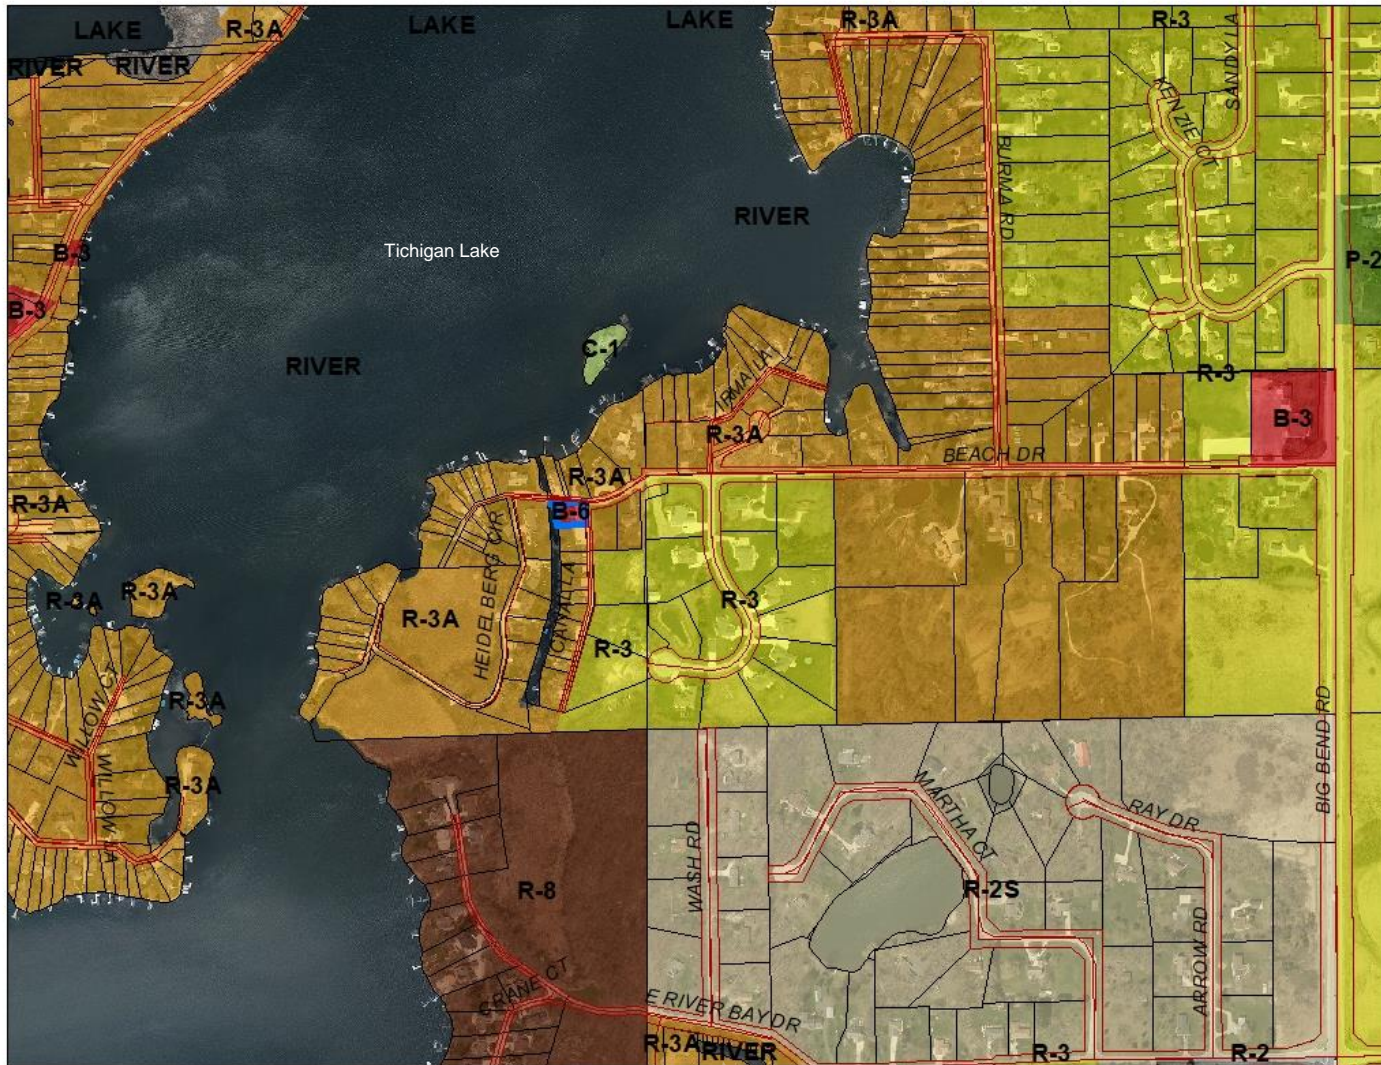 LAKE
R-3A
LAKE
LAKE
R-3A
R-3
RIVER
RIVER
SANDY LA
KENZIE CT
BURMA RD
RIVER
Tichigan Lake
B-3
P-2
B-3
C-1
RIVER
IRMA LA
R-3
B-3
R-3A
BEACH DR
R-3A
R-3A
B-6
HEIDELBERG CIR
CANAL LA
R-3A
R-3A
R-3
R-3A
R-3
WILLOW CT
R-3A
BIG BEND RD
WILLOW LA
R-3A
MARTHA CT
RAY DR
WASH RD
R-8
R-2S
ARROW RD
CRANE CT
E RIVER BAY DR
R-3A
RIVER
R-3
R-2